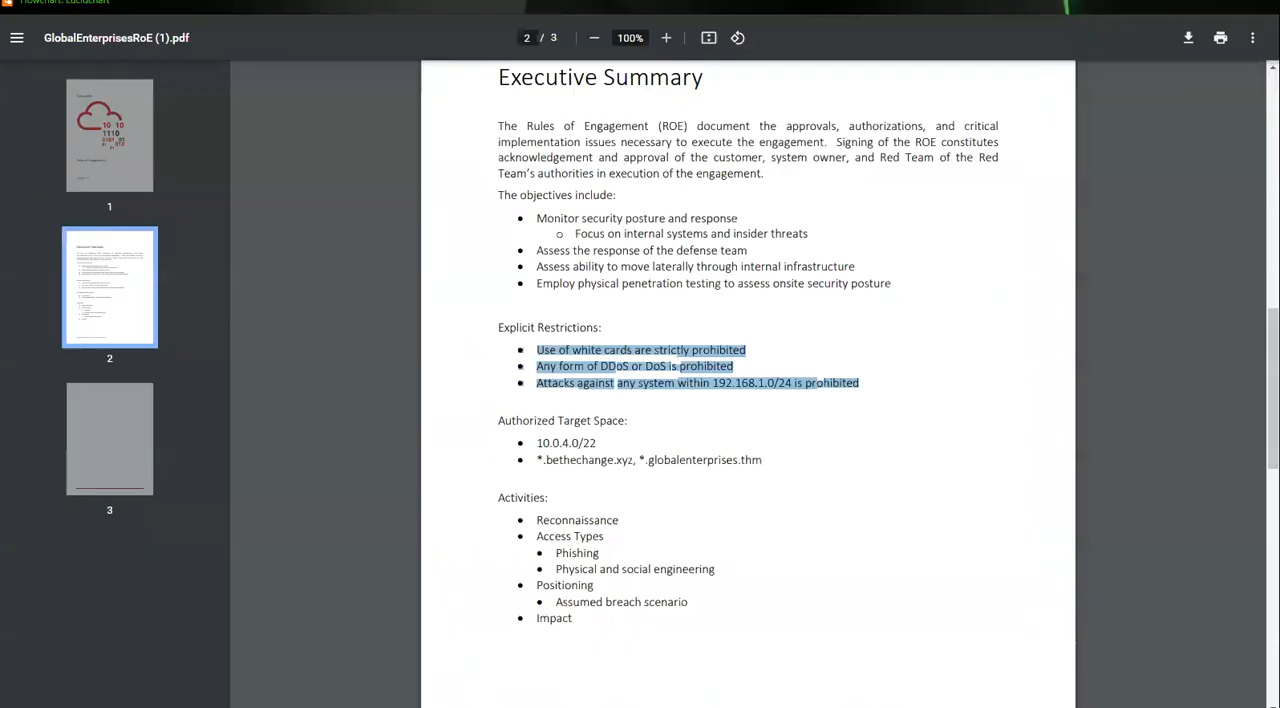 Flowchart: Lucidchart
GlobalEnterprisesRoE (1).pdf
2 / 3
100%
Executive Summary
The Rules of Engagement (ROE) document the approvals, authorizations, and critical
implementation issues necessary to execute the engagement. Signing of the ROE constitutes
acknowledgement and approval of the customer, system owner, and Red Team of the Red
Team's authorities in execution of the engagement.
The objectives include:
• Monitor security posture and response
o Focus on internal systems and insider threats
• Assess the response of the defense team
• Assess ability to move laterally through internal infrastructure
• Employ physical penetration testing to assess onsite security posture
Explicit Restrictions:
• Use of white cards are strictly prohibited
• Any form of DDoS or DoS is prohibited
• Attacks against any system within 192.168.1.0/24 is prohibited
Authorized Target Space:
• 10.0.4.0/22
• *.bethechange.xyz, *.globalenterprises.thm
Activities:
• Reconnaissance
• Access Types
• Phishing
• Physical and social engineering
• Positioning
• Assumed breach scenario
• Impact
1
2
3